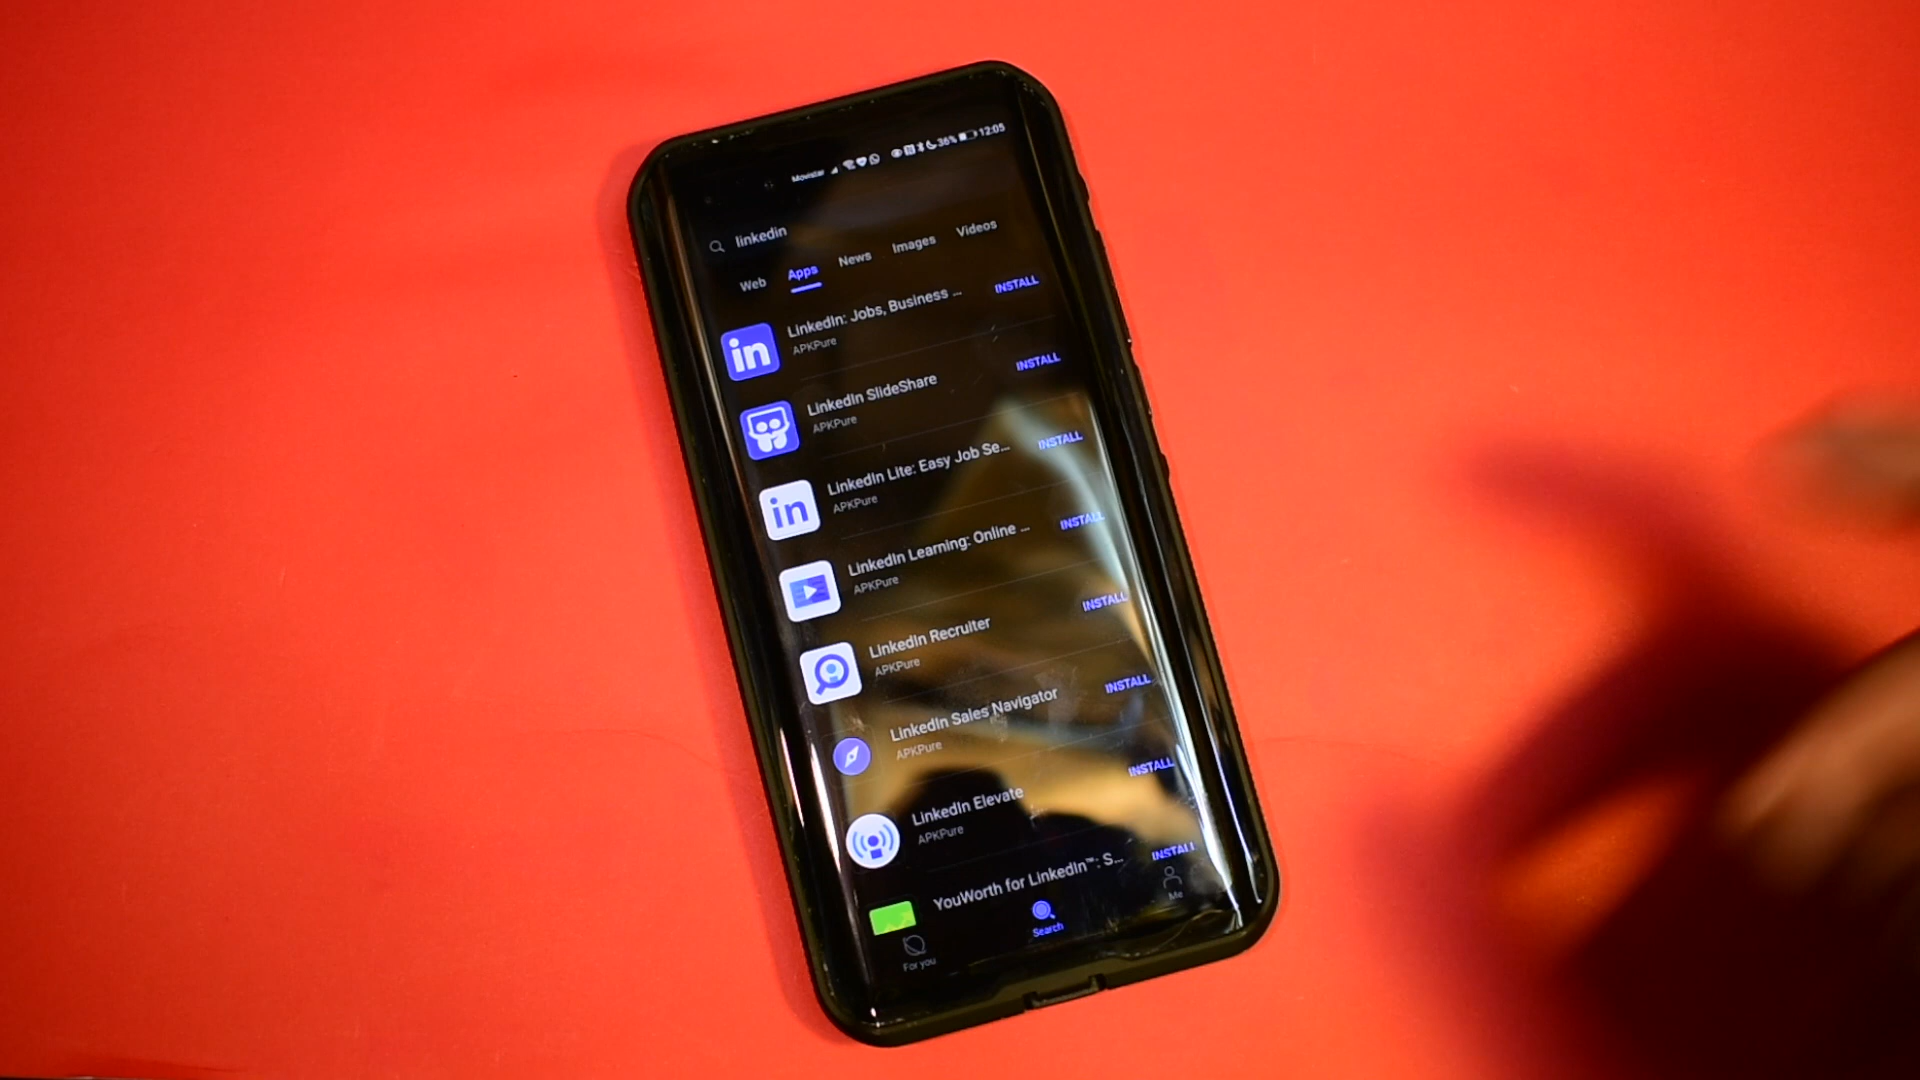 Movistar 36% 12:05
linkedin
Web Apps News Images Videos
in LinkedIn: Jobs, Business ... INSTALL
APKPure
LinkedIn SlideShare INSTALL
APKPure
in LinkedIn Lite: Easy Job Se... INSTALL
APKPure
LinkedIn Learning: Online ... INSTALL
APKPure
LinkedIn Recruiter INSTALL
APKPure
LinkedIn Sales Navigator INSTALL
APKPure
LinkedIn Elevate INSTALL
APKPure
YouWorth for LinkedIn™: S... INSTALL
For you Search Me